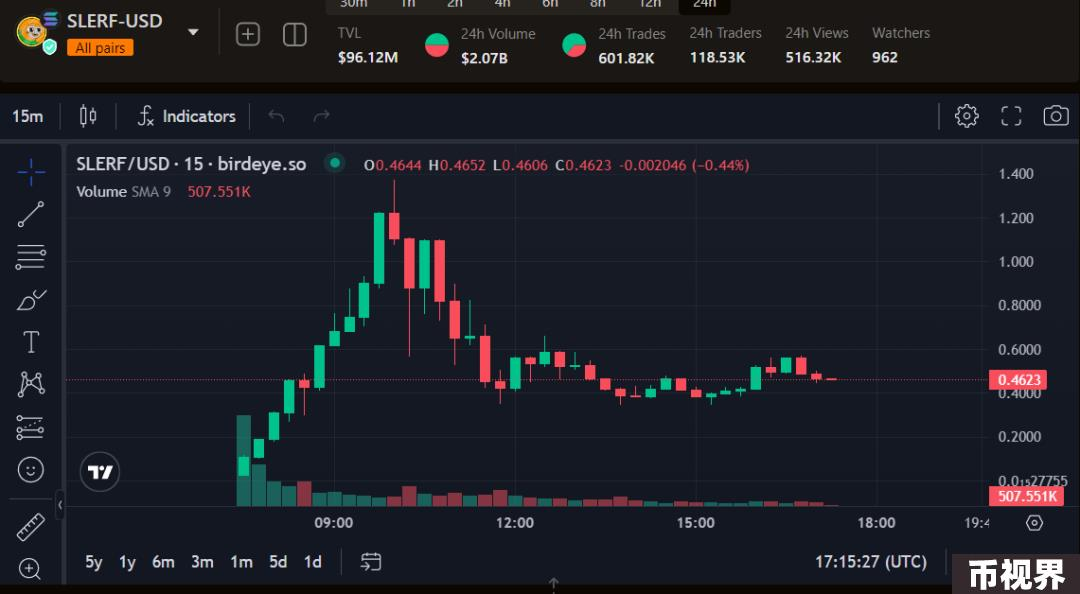 30m 1h 2h 4h 6h 8h 12h 24h
SLERF-USD
All pairs
TVL 24h Volume 24h Trades 24h Traders 24h Views Watchers
$96.12M $2.07B 601.82K 118.53K 516.32K 962
15m Indicators
SLERF/USD · 15 · birdeye.so O0.4644 H0.4652 L0.4606 C0.4623 -0.002046 (−0.44%)
Volume SMA 9 507.551K
1.400
1.200
1.000
0.8000
0.6000
0.4623
0.4000
0.2000
507.551K
09:00 12:00 15:00 18:00
5y 1y 6m 3m 1m 5d 1d 17:15:27 (UTC)
币视界